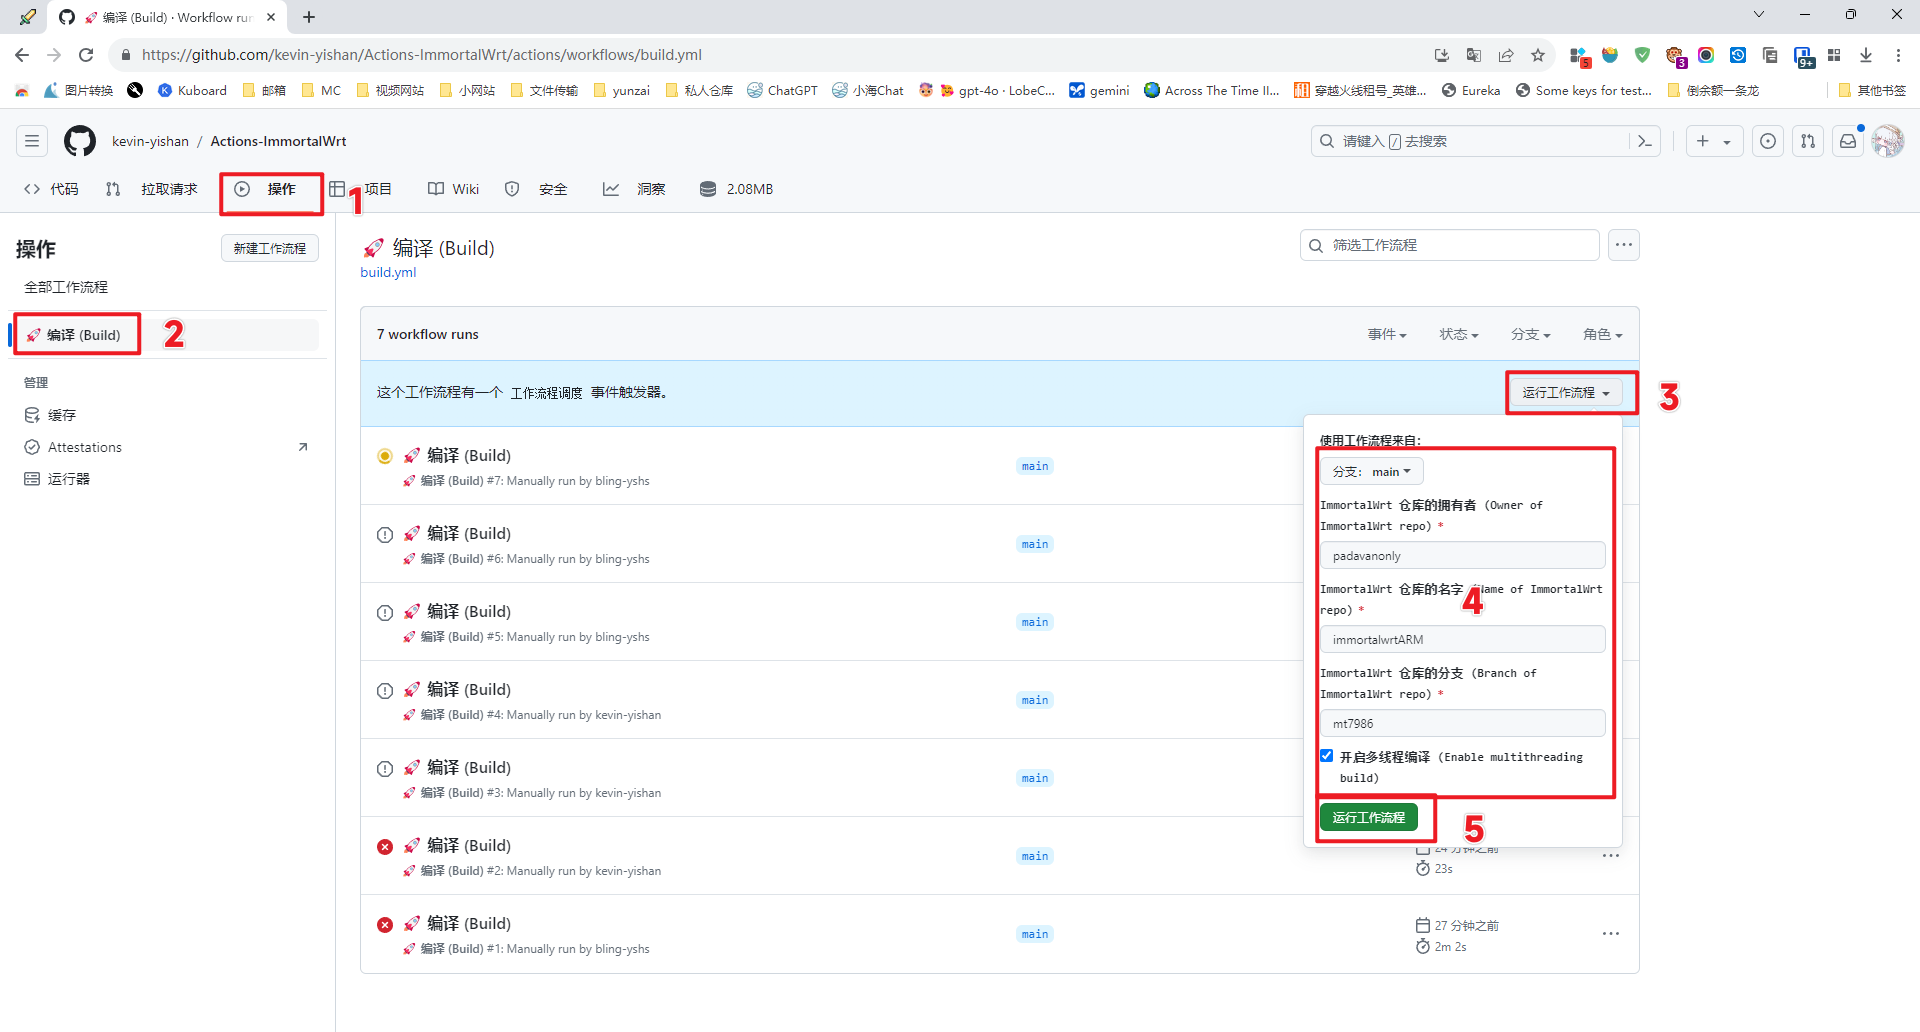 编译 (Build) · Workflow run
https://github.com/kevin-yishan/Actions-ImmortalWrt/actions/workflows/build.yml
5
3
9+
图片转换
Kuboard
邮箱
MC
视频网站
小网站
文件传输
yunzai
私人仓库
ChatGPT
小海Chat
gpt-4o · LobeC...
gemini
Across The Time II...
穿越火线租号_英雄...
Eureka
Some keys for test...
倒余额一条龙
其他书签
kevin-yishan / Actions-ImmortalWrt
请键入 / 去搜索
代码
拉取请求
操作
1
项目
Wiki
安全
洞察
2.08MB
操作
新建工作流程
全部工作流程
编译 (Build)
2
管理
缓存
Attestations
运行器
编译 (Build)
build.yml
筛选工作流程
7 workflow runs
事件
状态
分支
角色
这个工作流程有一个 工作流程调度 事件触发器。
运行工作流程
3
编译 (Build)
编译 (Build) #7: Manually run by bling-yshs
main
编译 (Build)
编译 (Build) #6: Manually run by bling-yshs
main
编译 (Build)
编译 (Build) #5: Manually run by bling-yshs
main
编译 (Build)
编译 (Build) #4: Manually run by kevin-yishan
main
编译 (Build)
编译 (Build) #3: Manually run by kevin-yishan
main
编译 (Build)
编译 (Build) #2: Manually run by kevin-yishan
main
24 分钟之前
23s
编译 (Build)
编译 (Build) #1: Manually run by bling-yshs
main
27 分钟之前
2m 2s
使用工作流程来自:
分支: main
ImmortalWrt 仓库的拥有者 (Owner of
ImmortalWrt repo) *
padavanonly
ImmortalWrt 仓库的名字 (Name of ImmortalWrt
repo) *
4
immortalwrtARM
ImmortalWrt 仓库的分支 (Branch of
ImmortalWrt repo) *
mt7986
开启多线程编译 (Enable multithreading
build)
运行工作流程
5